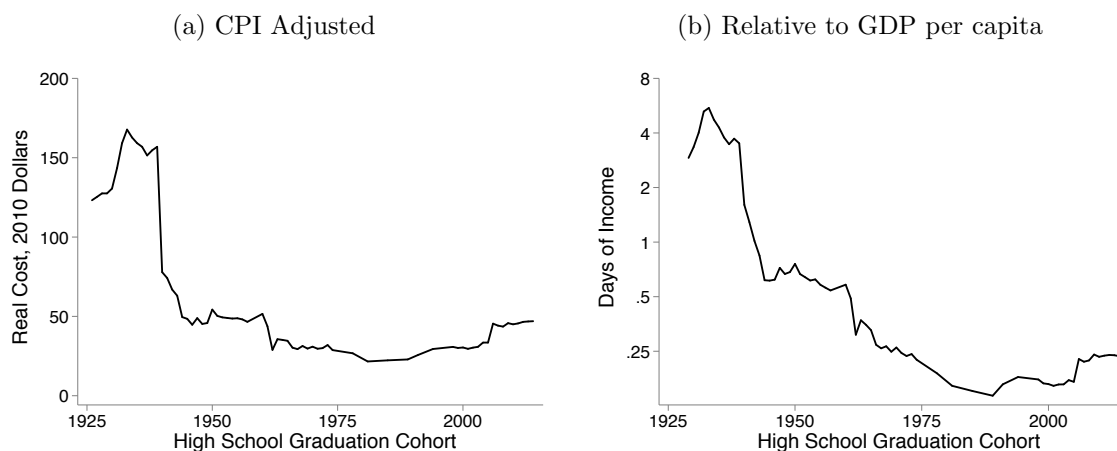 (a) CPI Adjusted
(b) Relative to GDP per capita
Real Cost, 2010 Dollars
200
150
100
50
0
1925 1950 1975 2000
High School Graduation Cohort
Days of Income
8
4
2
1
.5
.25
1925 1950 1975 2000
High School Graduation Cohort